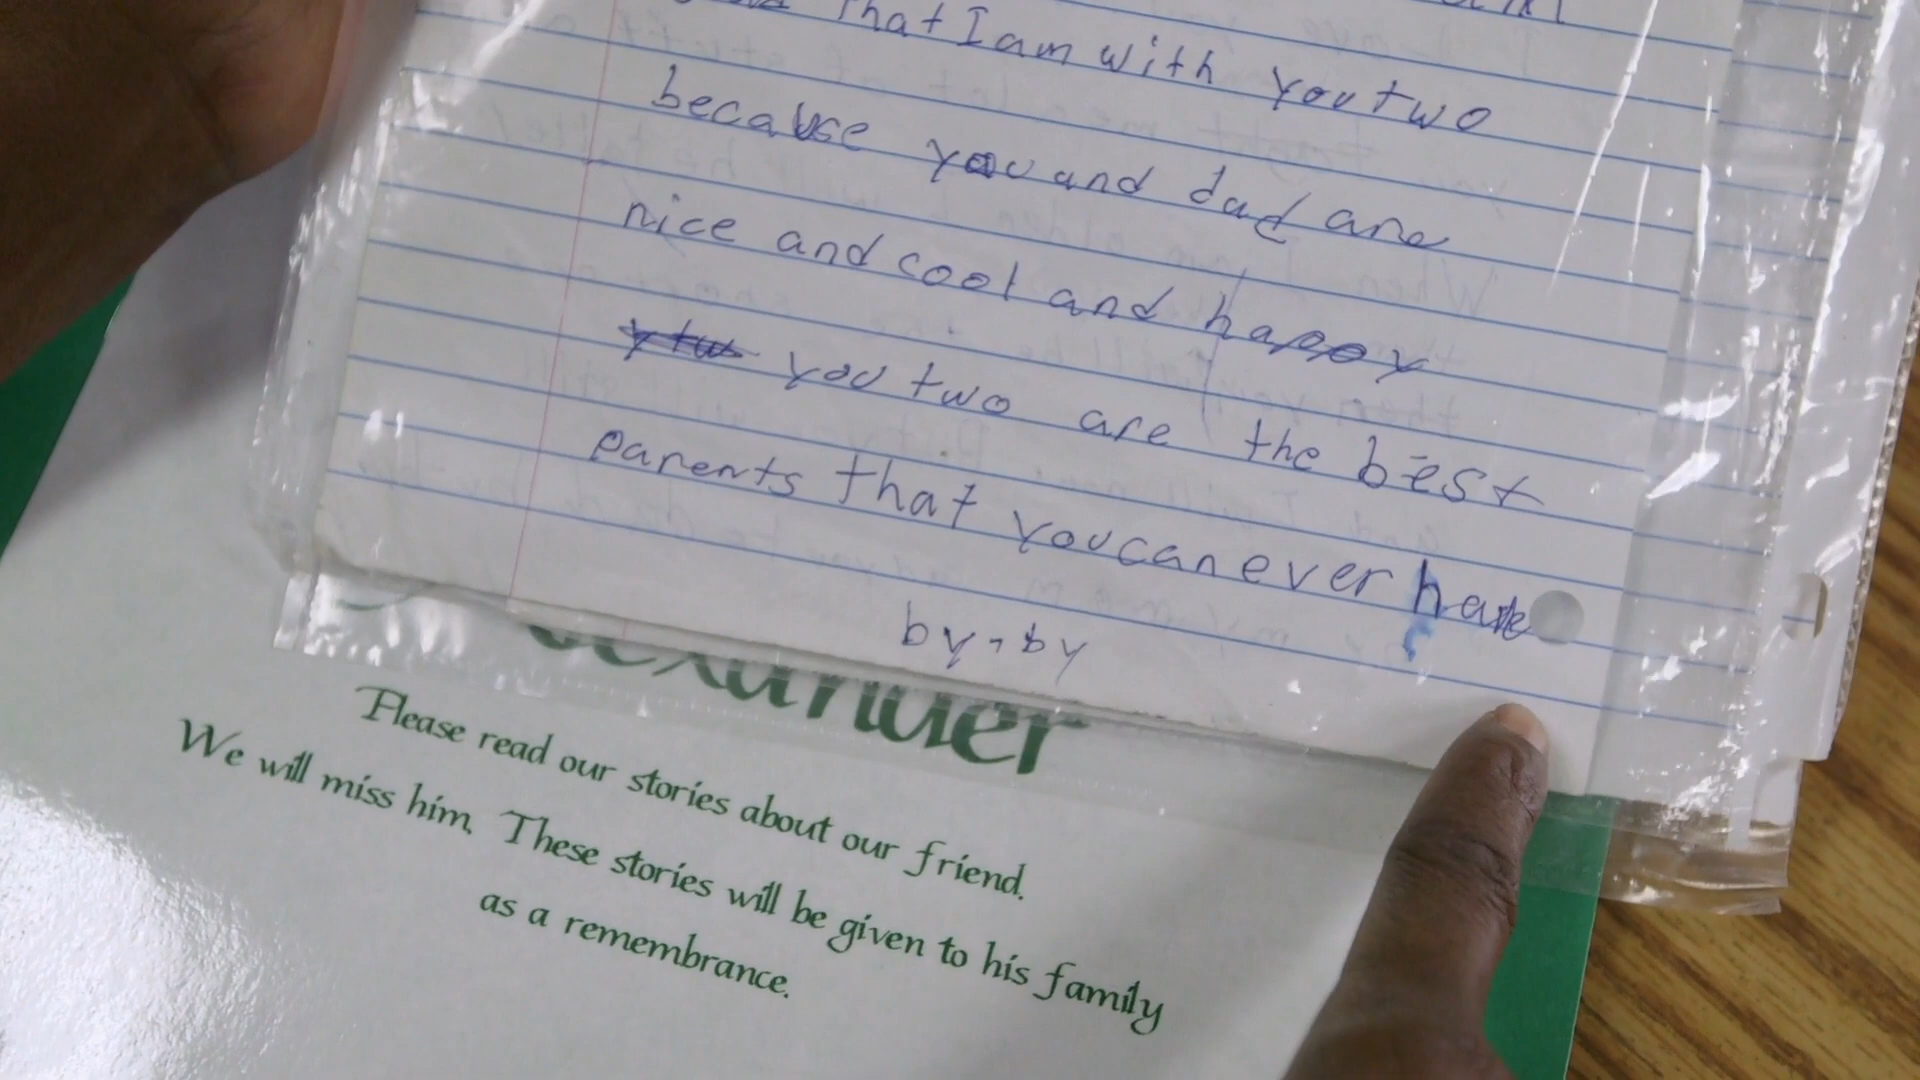 that I am with you two
because you and dad are
nice and cool and happy
you two are the best
parents that you can ever have
by, by
Please read our stories about our friend.
We will miss him. These stories will be given to his family
as a remembrance.